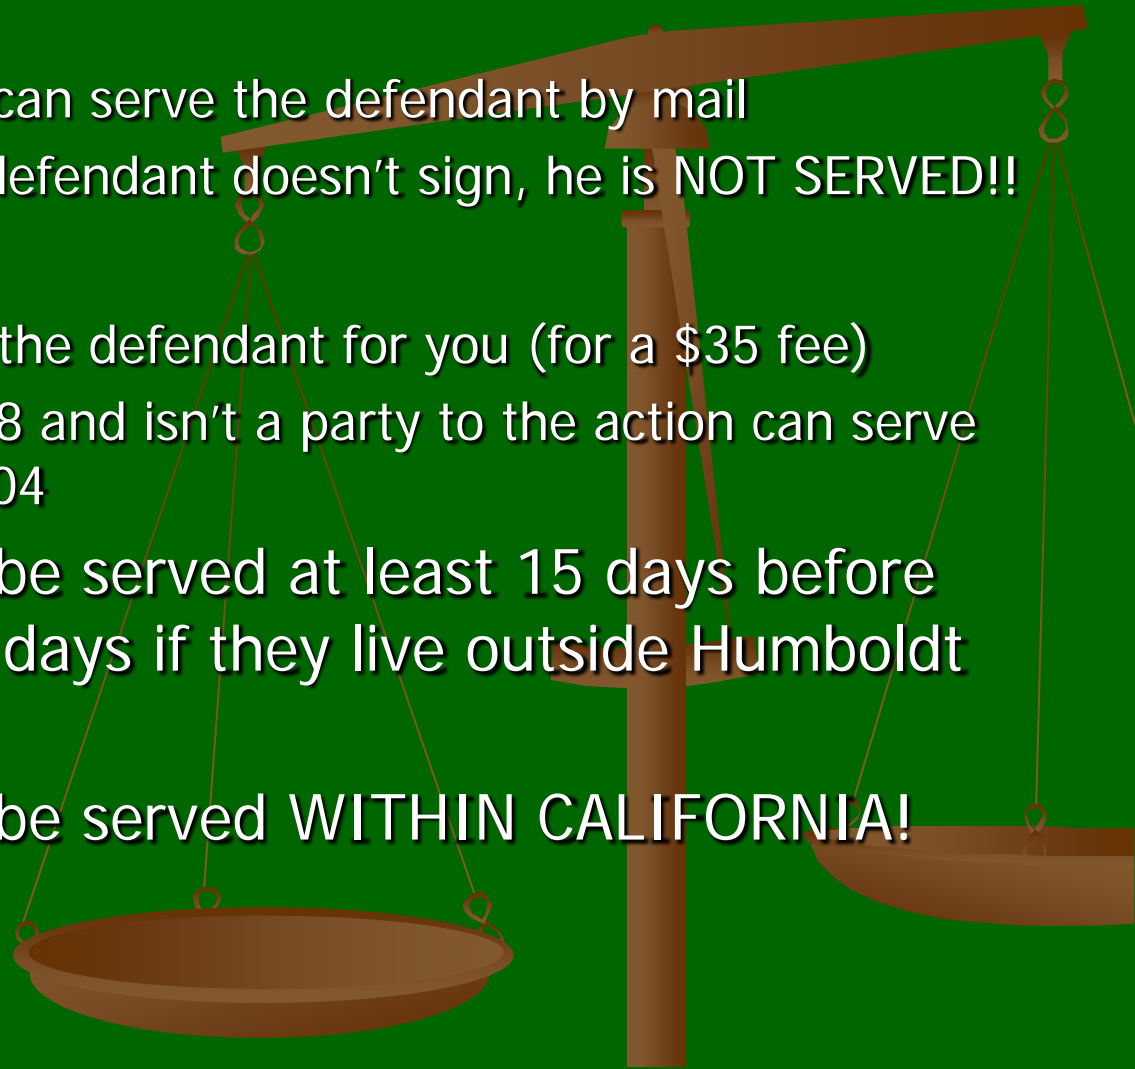 can serve the defendant by mail
defendant doesn't sign, he is NOT SERVED!!
the defendant for you (for a $35 fee)
8 and isn't a party to the action can serve
04
be served at least 15 days before
days if they live outside Humboldt
be served WITHIN CALIFORNIA!